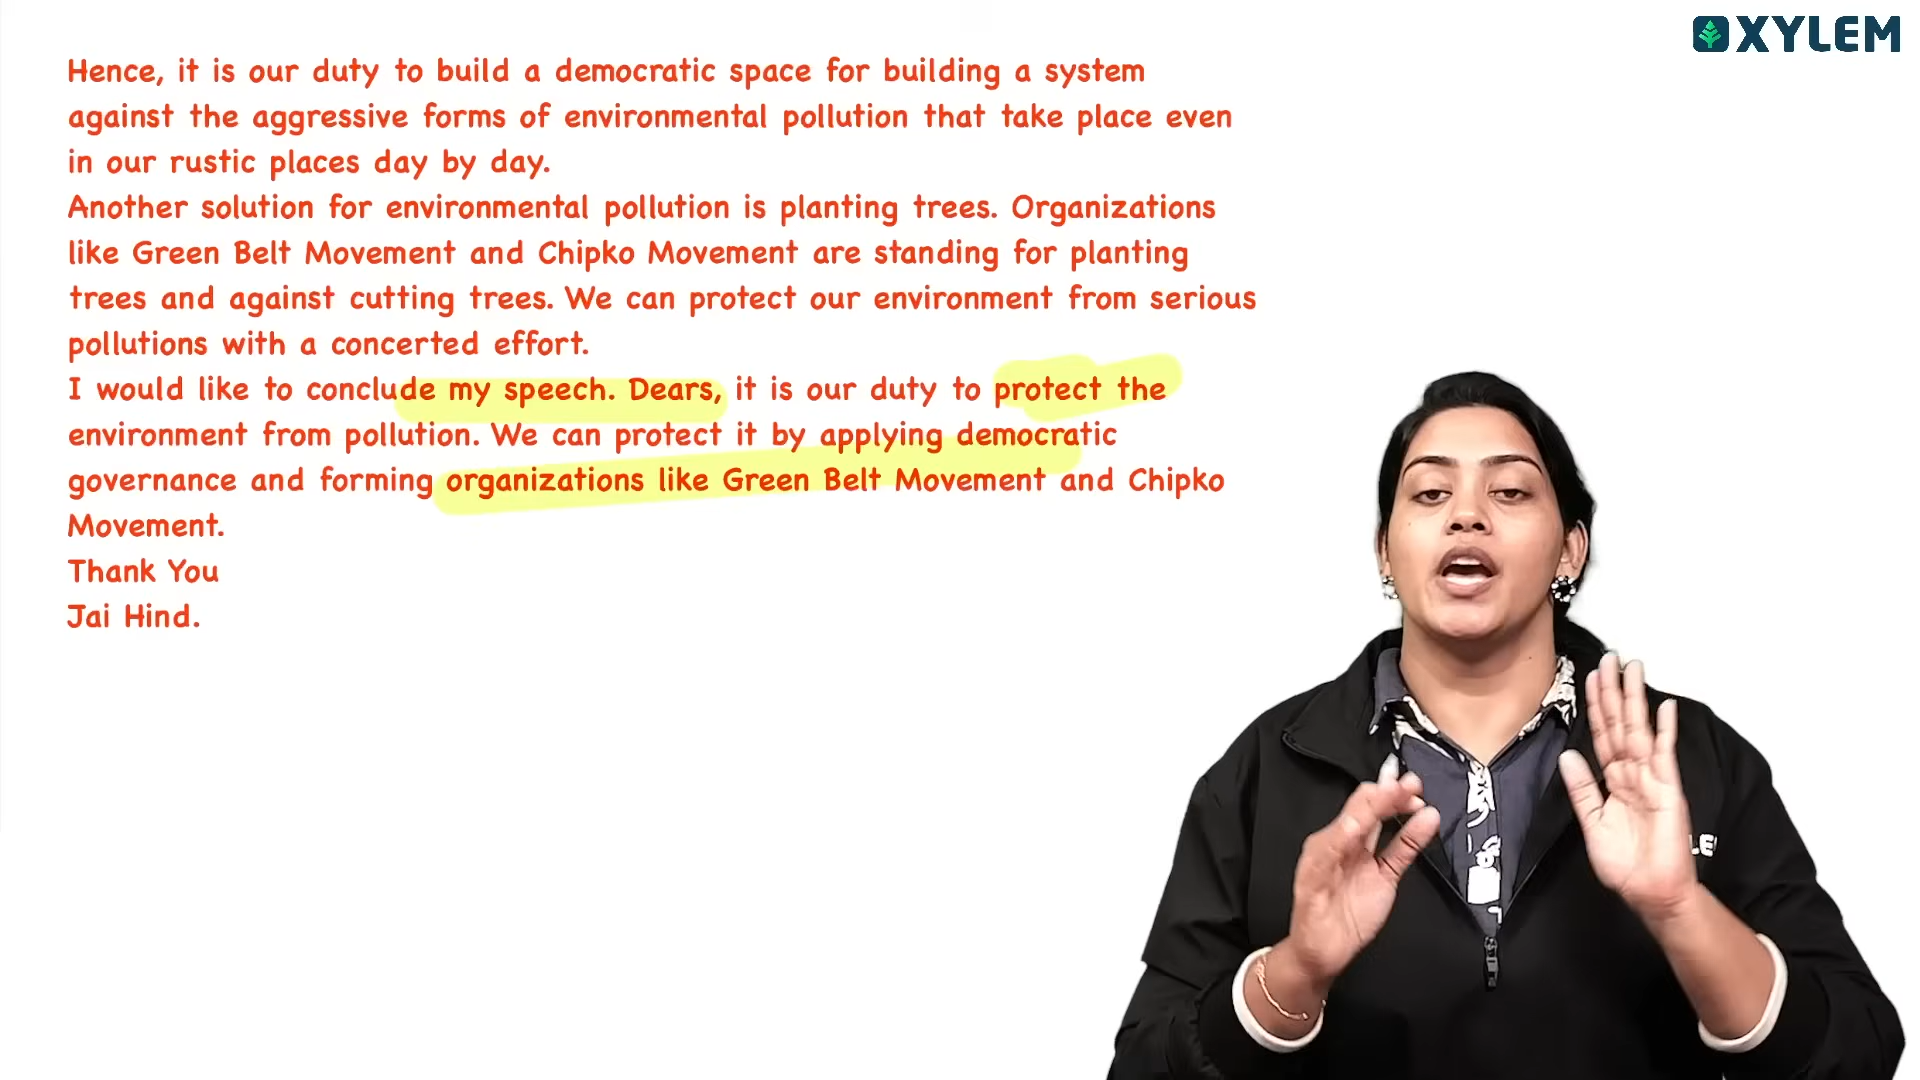 XYLEM
Hence, it is our duty to build a democratic space for building a system
against the aggressive forms of environmental pollution that take place even
in our rustic places day by day.
Another solution for environmental pollution is planting trees. Organizations
like Green Belt Movement and Chipko Movement are standing for planting
trees and against cutting trees. We can protect our environment from serious
pollutions with a concerted effort.
I would like to conclude my speech. Dears, it is our duty to protect the
environment from pollution. We can protect it by applying democratic
governance and forming organizations like Green Belt Movement and Chipko
Movement.
Thank You
Jai Hind.